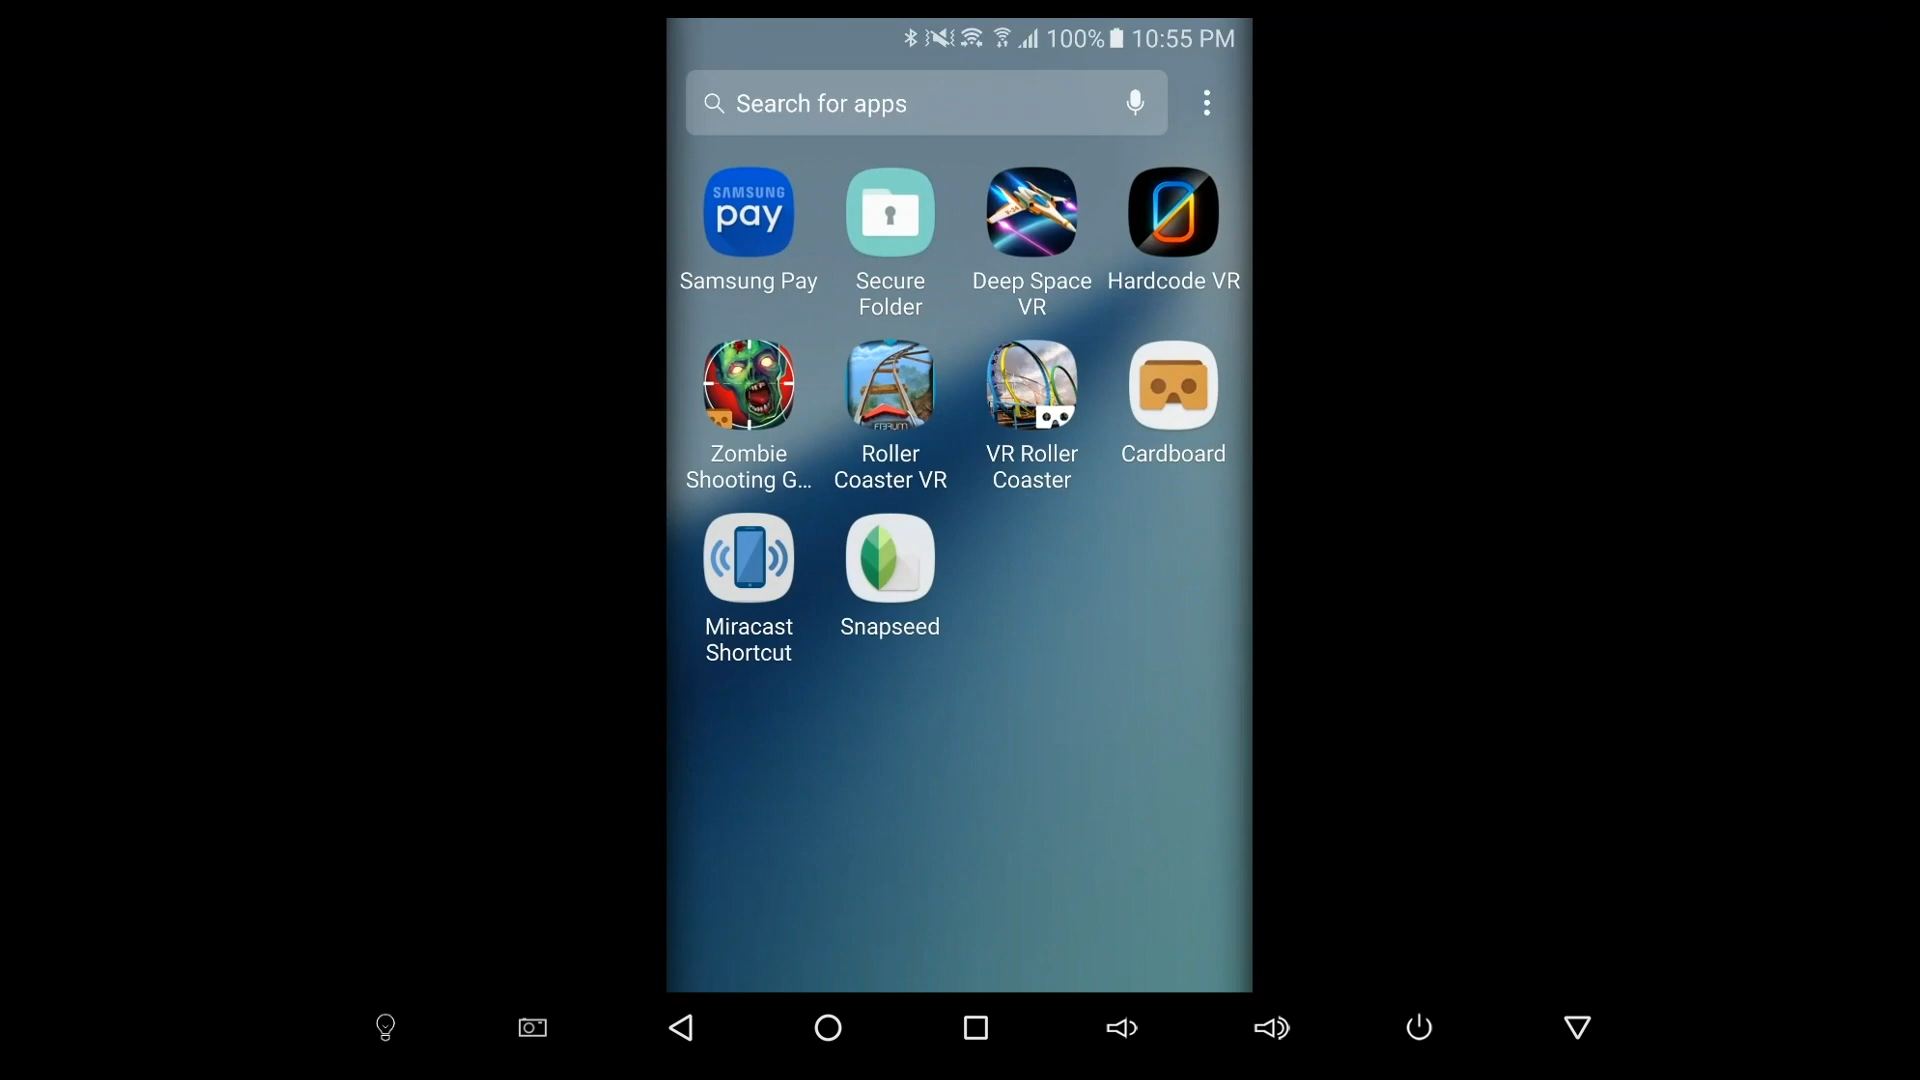 100% 10:55 PM
Search for apps
SAMSUNG
pay
Samsung Pay
Secure
Folder
Deep Space
VR
Hardcode VR
Zombie
Shooting G...
Roller
Coaster VR
VR Roller
Coaster
Cardboard
Miracast
Shortcut
Snapseed